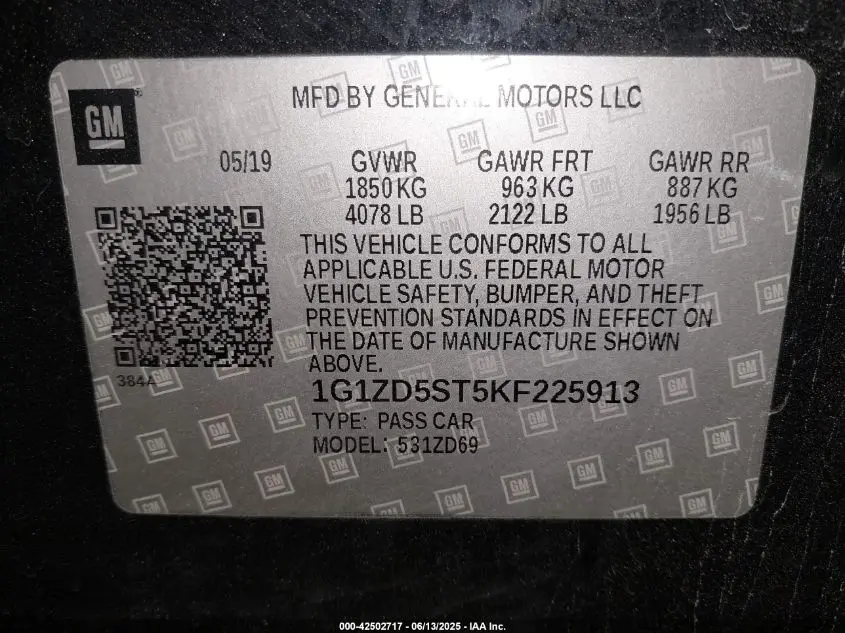 MFD BY GENERAL MOTORS LLC
GM
05/19 GVWR GAWR FRT GAWR RR
1850 KG 963 KG 887 KG
4078 LB 2122 LB 1956 LB
THIS VEHICLE CONFORMS TO ALL
APPLICABLE U.S. FEDERAL MOTOR
VEHICLE SAFETY, BUMPER, AND THEFT
PREVENTION STANDARDS IN EFFECT ON
THE DATE OF MANUFACTURE SHOWN
ABOVE.
384A
1G1ZD5ST5KF225913
TYPE: PASS CAR
MODEL: 531ZD69
000-42502717 - 06/13/2025 - IAA Inc.